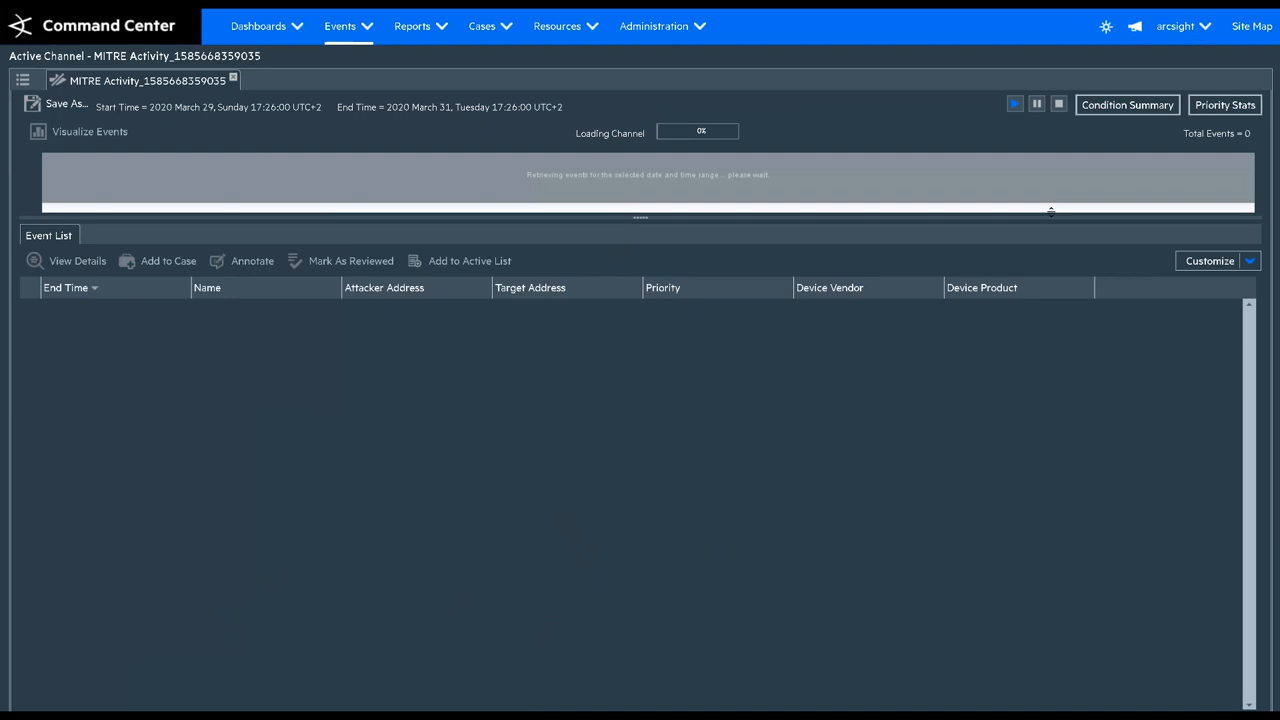 Command Center
Dashboards Events Reports Cases Resources Administration arcsight Site Map
Active Channel - MITRE Activity_1585668359035
MITRE Activity_1585668359035
Save As... Start Time = 2020 March 29, Sunday 17:26:00 UTC+2 End Time = 2020 March 31, Tuesday 17:26:00 UTC+2 Condition Summary Priority Stats
Visualize Events Loading Channel 0% Total Events = 0
Retrieving events for the selected date and time range... please wait.
Event List
View Details Add to Case Annotate Mark As Reviewed Add to Active List Customize
End Time Name Attacker Address Target Address Priority Device Vendor Device Product